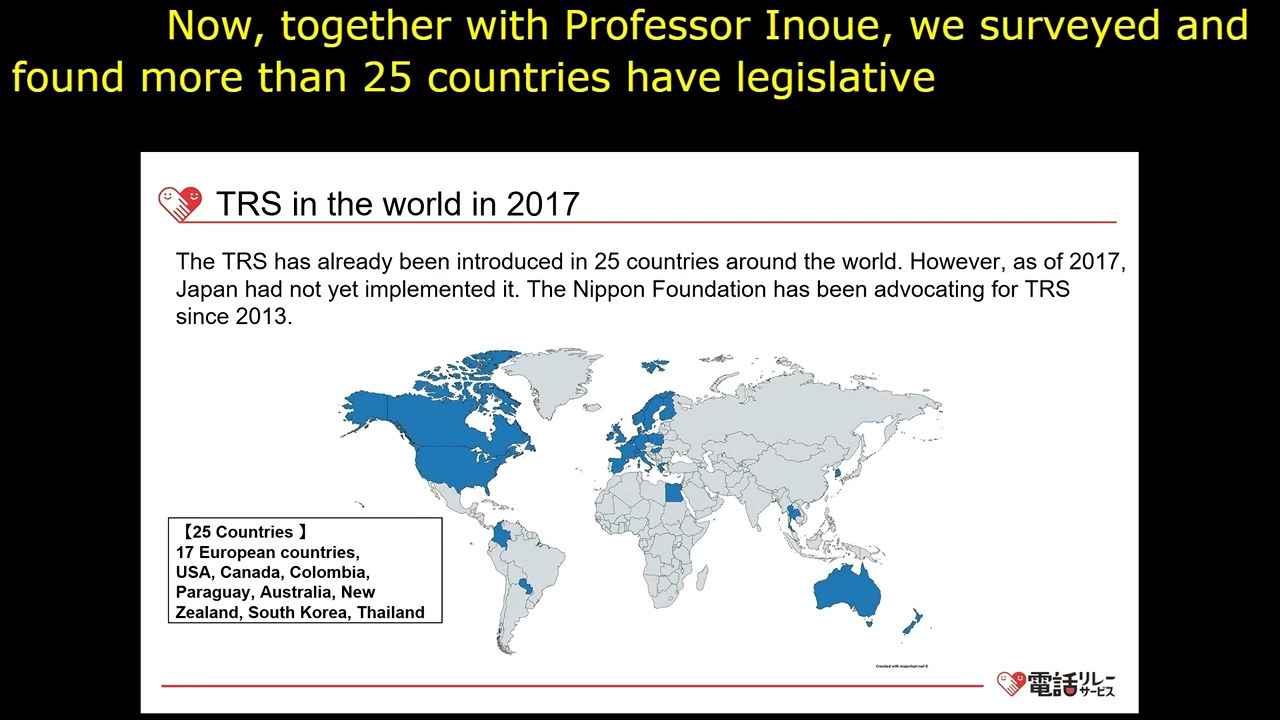 Now, together with Professor Inoue, we surveyed and
found more than 25 countries have legislative
TRS in the world in 2017
The TRS has already been introduced in 25 countries around the world. However, as of 2017,
Japan had not yet implemented it. The Nippon Foundation has been advocating for TRS
since 2013.
【25 Countries 】
17 European countries,
USA, Canada, Colombia,
Paraguay, Australia, New
Zealand, South Korea, Thailand
Created with mapchart.net ©
電話リレー
サービス